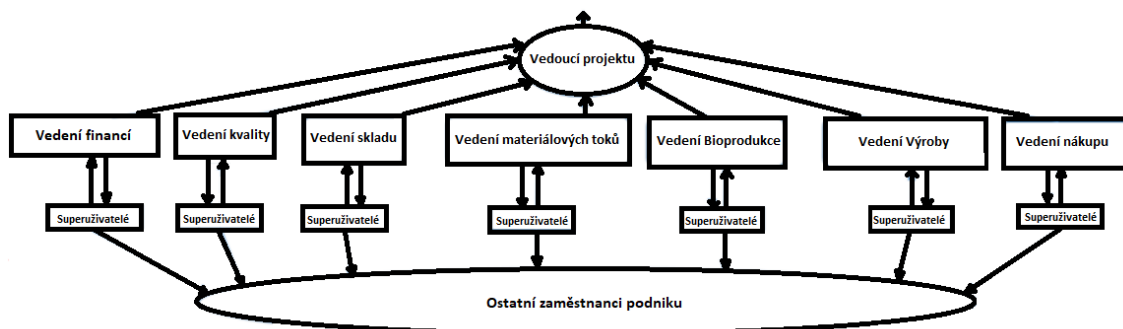 Vedoucí projektu
Vedení financí
Vedení kvality
Vedení skladu
Vedení materiálových toků
Vedení Bioprodukce
Vedení Výroby
Vedení nákupu
Superuživatelé
Superuživatelé
Superuživatelé
Superuživatelé
Superuživatelé
Superuživatelé
Superuživatelé
Ostatní zaměstnanci podniku